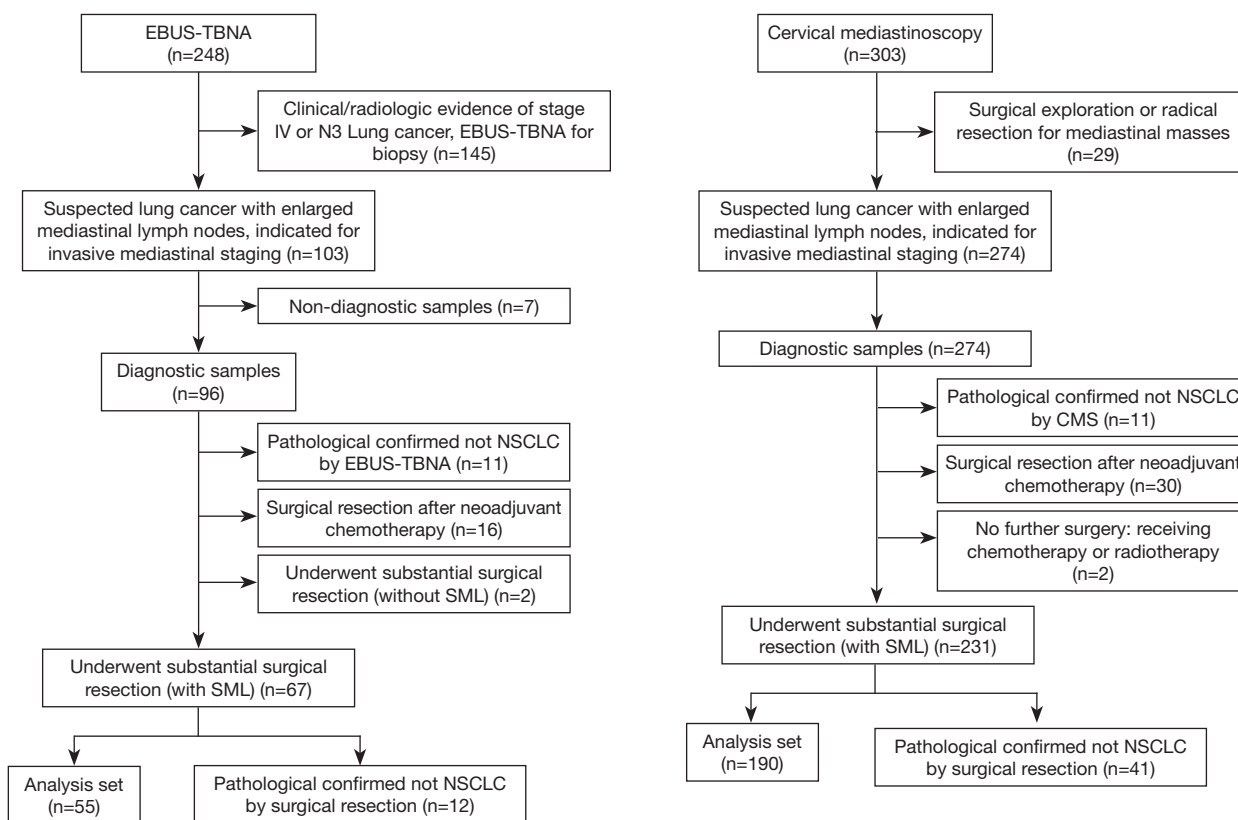 EBUS-TBNA
(n=248)
Clinical/radiologic evidence of stage
IV or N3 Lung cancer, EBUS-TBNA for
biopsy (n=145)
Suspected lung cancer with enlarged
mediastinal lymph nodes, indicated for
invasive mediastinal staging (n=103)
Non-diagnostic samples (n=7)
Diagnostic samples
(n=96)
Pathological confirmed not NSCLC
by EBUS-TBNA (n=11)
Surgical resection after neoadjuvant
chemotherapy (n=16)
Underwent substantial surgical
resection (without SML) (n=2)
Underwent substantial surgical
resection (with SML) (n=67)
Analysis set
(n=55)
Pathological confirmed not NSCLC
by surgical resection (n=12)
Cervical mediastinoscopy
(n=303)
Surgical exploration or radical
resection for mediastinal masses
(n=29)
Suspected lung cancer with enlarged
mediastinal lymph nodes, indicated for
invasive mediastinal staging
(n=274)
Diagnostic samples (n=274)
Pathological confirmed not NSCLC
by CMS (n=11)
Surgical resection after neoadjuvant
chemotherapy (n=30)
No further surgery: receiving
chemotherapy or radiotherapy
(n=2)
Underwent substantial surgical
resection (with SML) (n=231)
Analysis set
(n=190)
Pathological confirmed not NSCLC
by surgical resection (n=41)